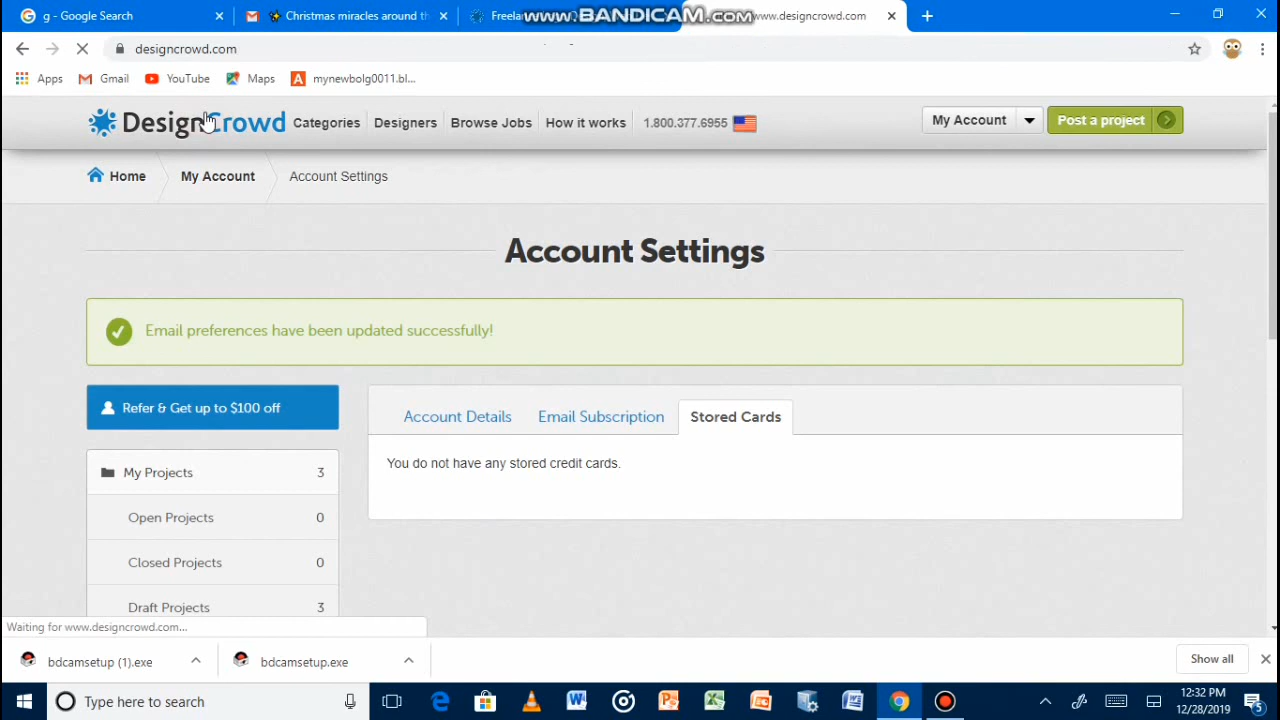 g - Google Search
Christmas miracles around th
Freela
www.BANDICAM.com
www.designcrowd.com
designcrowd.com
Apps
Gmail
YouTube
Maps
mynewbolg0011.bl...
DesignCrowd
Categories
Designers
Browse Jobs
How it works
1.800.377.6955
My Account
Post a project
Home
My Account
Account Settings
Account Settings
Email preferences have been updated successfully!
Refer & Get up to $100 off
Account Details
Email Subscription
Stored Cards
You do not have any stored credit cards.
My Projects 3
Open Projects 0
Closed Projects 0
Draft Projects 3
Waiting for www.designcrowd.com...
bdcamsetup (1).exe
bdcamsetup.exe
Show all
Type here to search
12:32 PM
12/28/2019
5